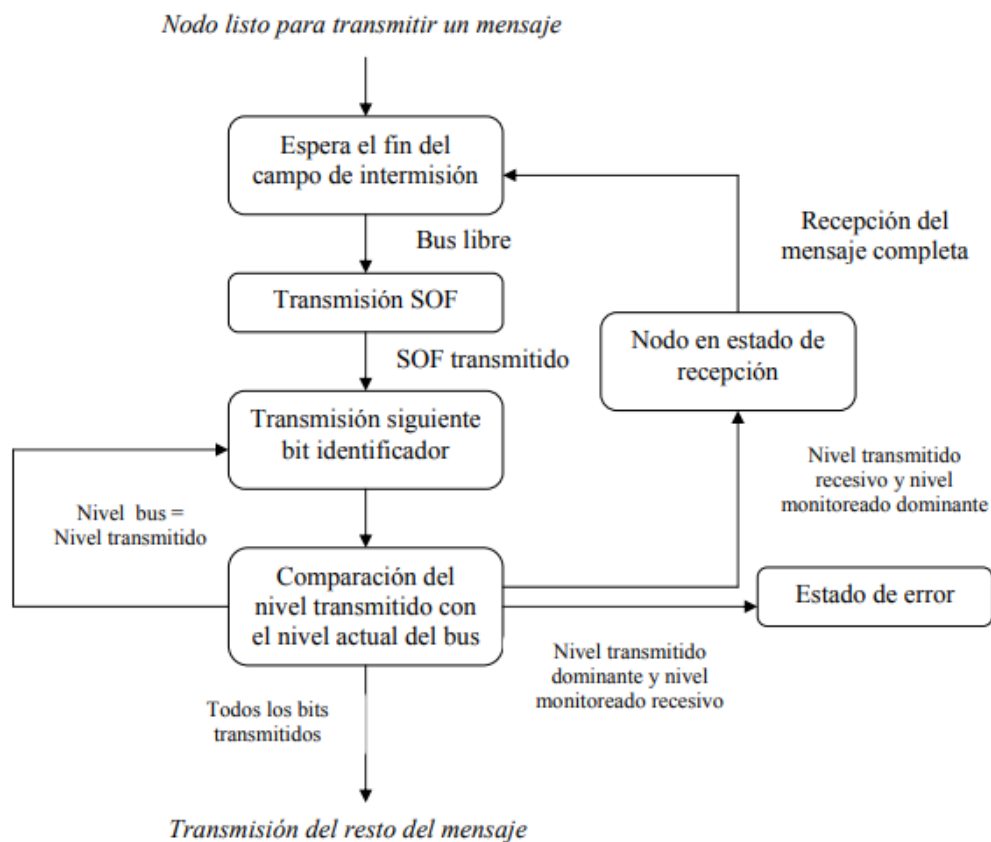 Nodo listo para transmitir un mensaje
Espera el fin del
campo de intermisión
Bus libre
Recepción del
mensaje completa
Transmisión SOF
SOF transmitido
Nodo en estado de
recepción
Transmisión siguiente
bit identificador
Nivel transmitido
recesivo y nivel
monitoreado dominante
Nivel bus =
Nivel transmitido
Comparación del
nivel transmitido con
el nivel actual del bus
Estado de error
Nivel transmitido
dominante y nivel
monitoreado recesivo
Todos los bits
transmitidos
Transmisión del resto del mensaje